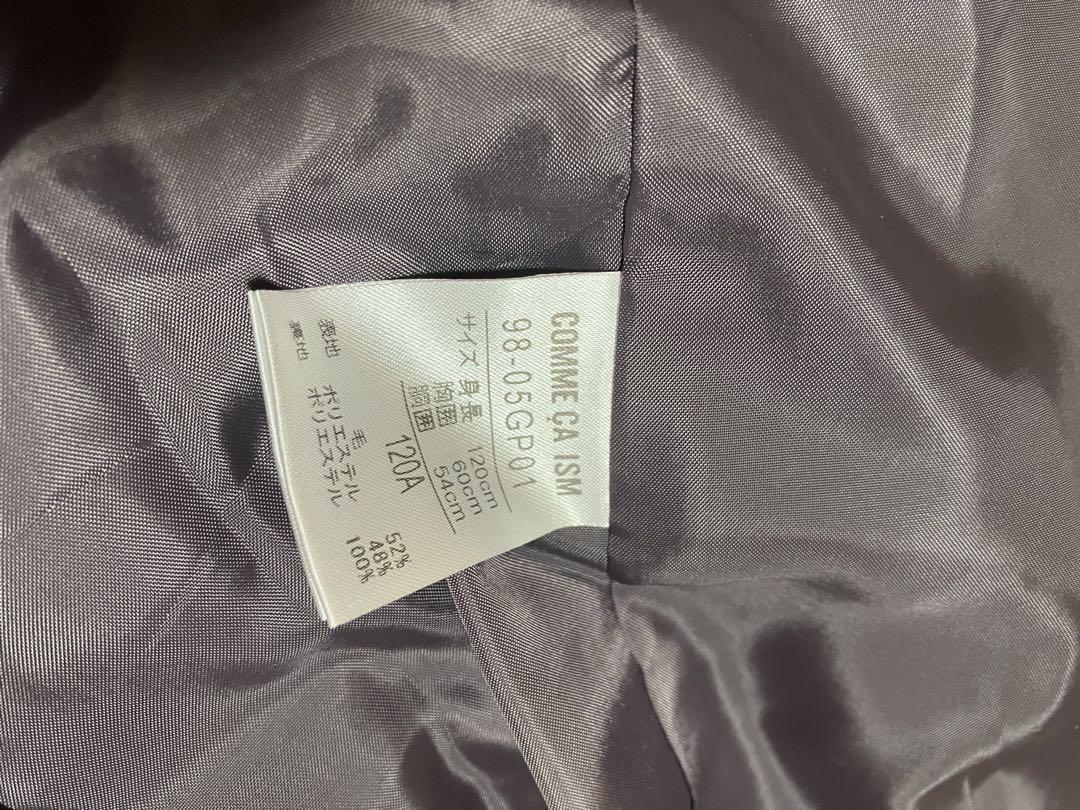 COMME ÇA ISM
98-05GP01
サイズ 身長 120cm
胸囲 60cm
胴囲 54cm
120A
表地 毛 52%
ポリエステル 48%
裏地 ポリエステル 100%